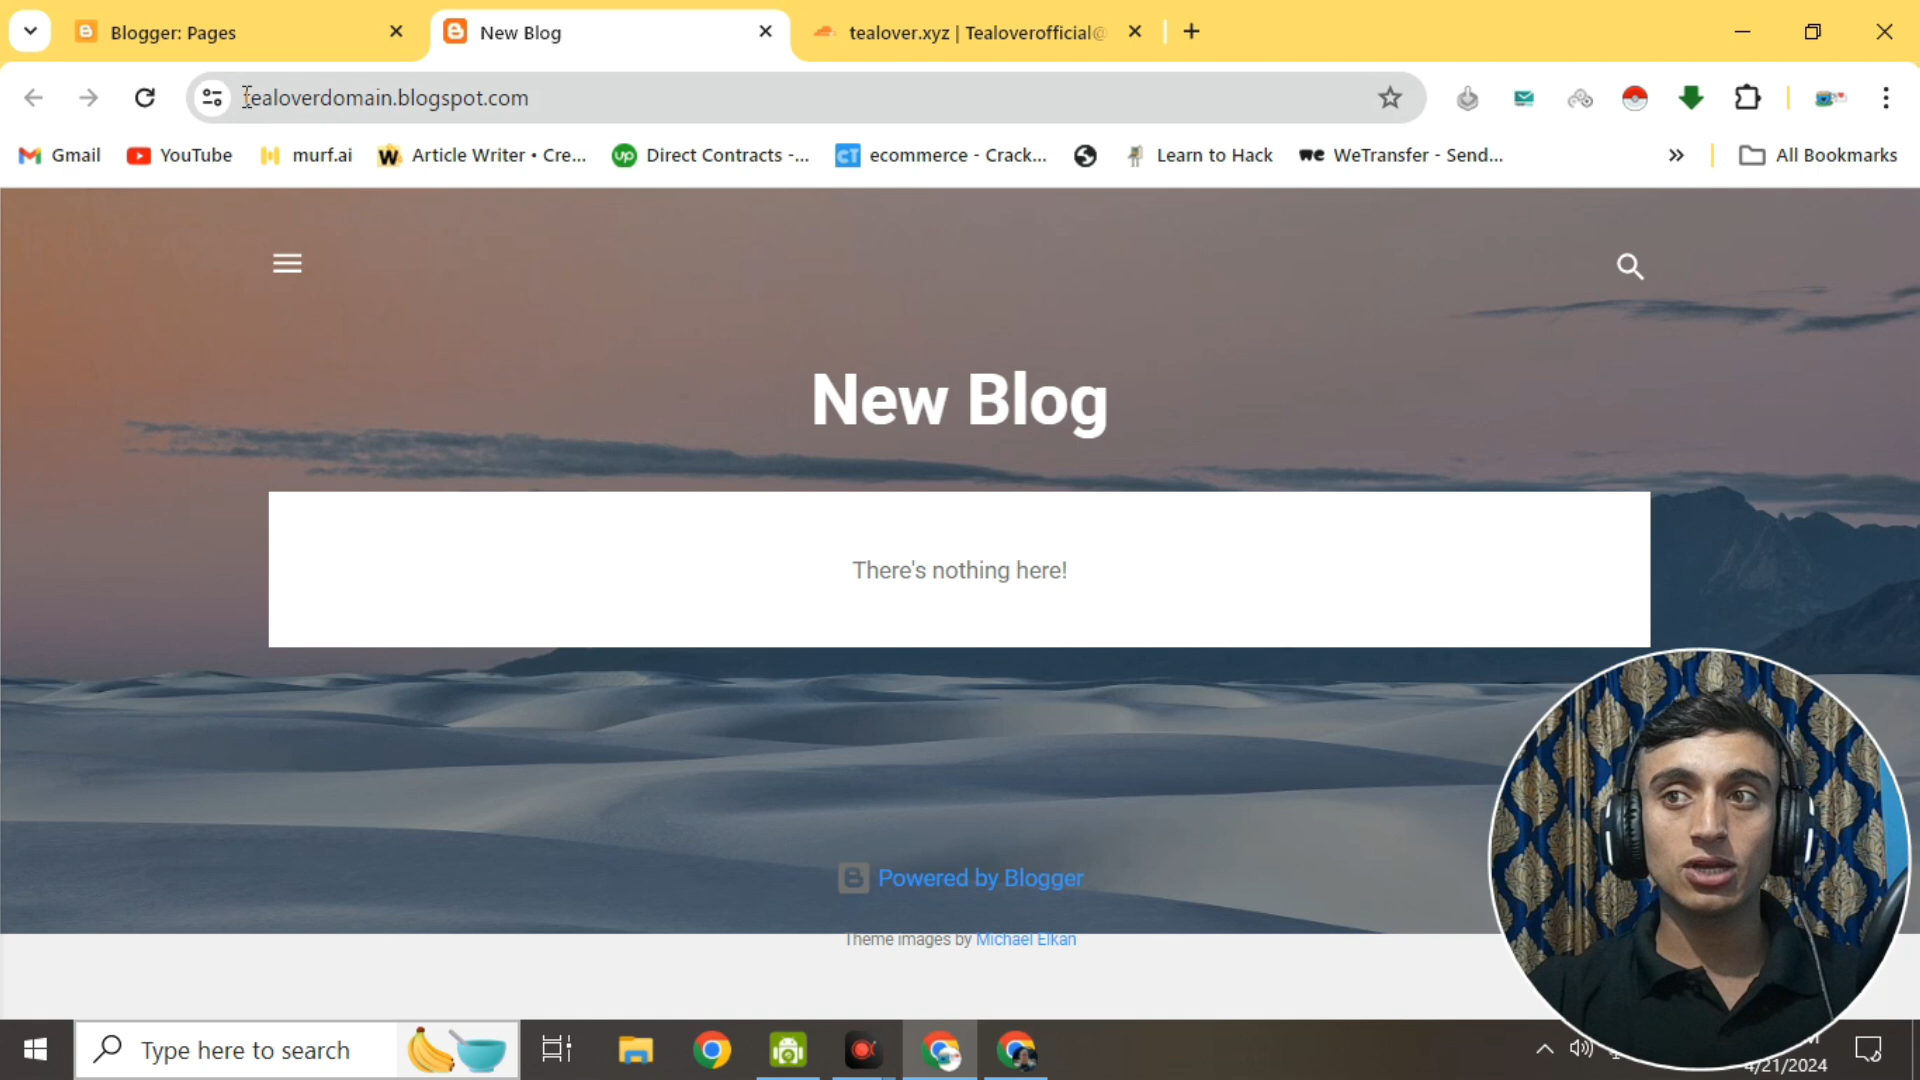 Blogger: Pages
New Blog
tealover.xyz | Tealoverofficial@
tealoverdomain.blogspot.com
Gmail
YouTube
murf.ai
Article Writer • Cre...
Direct Contracts -...
ecommerce - Crack...
Learn to Hack
WeTransfer - Send...
All Bookmarks
New Blog
There's nothing here!
Powered by Blogger
Theme images by Michael Elkan
Type here to search
4/21/2024